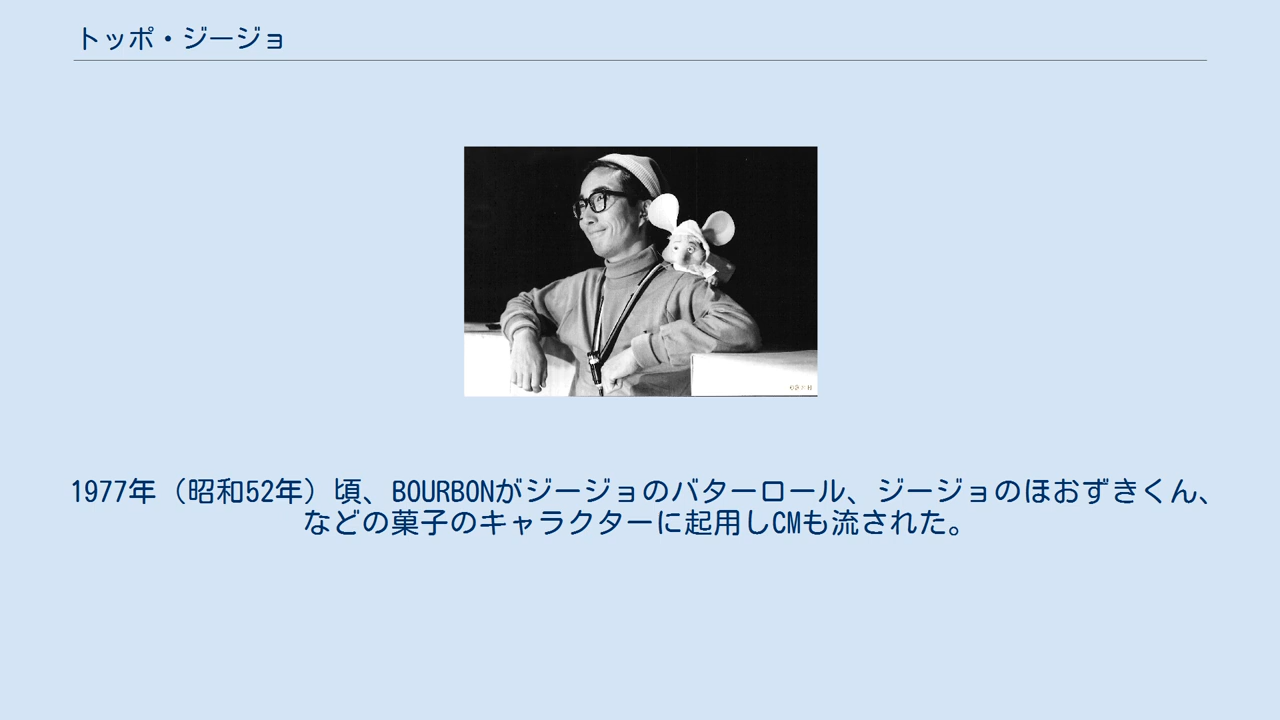 トッポ・ジージョ
1977年（昭和52年）頃、BOURBONがジージョのバターロール、ジージョのほおずきくん、
などの菓子のキャラクターに起用しCMも流された。